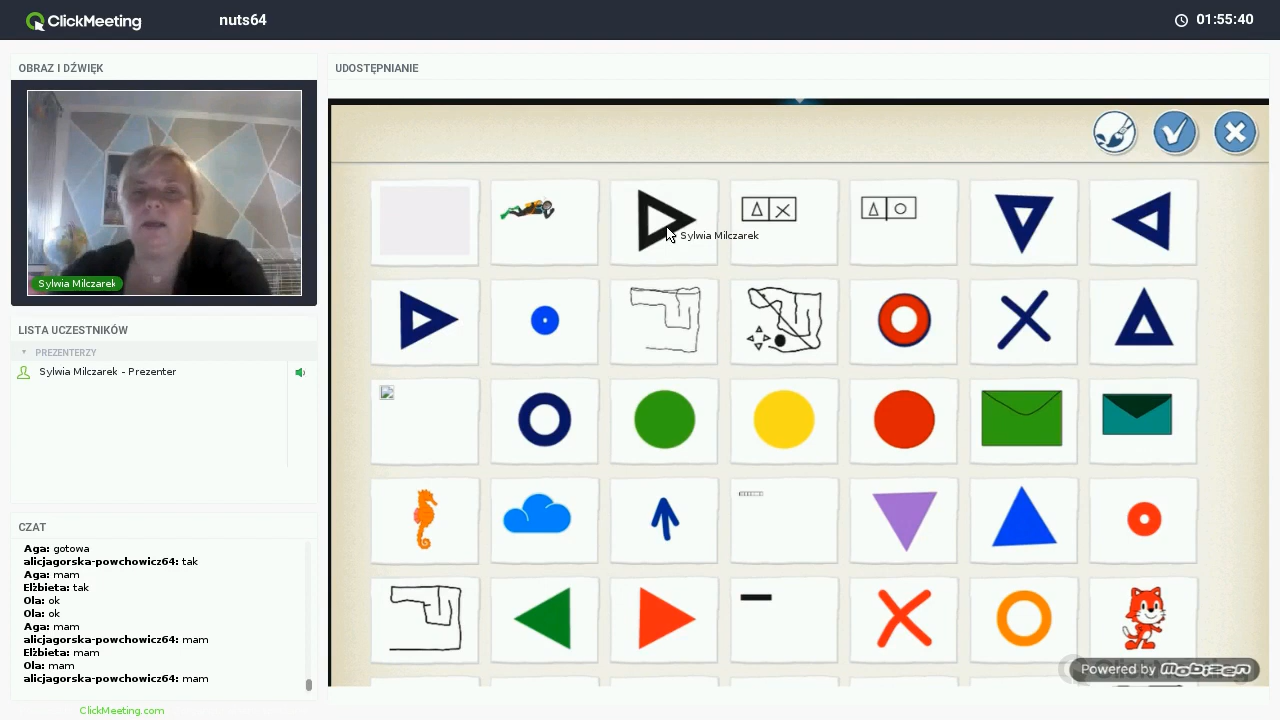 ClickMeeting
nuts64
01:55:40
OBRAZ I DŹWIĘK
UDOSTĘPNIANIE
Sylwia Milczarek
Sylwia Milczarek
LISTA UCZESTNIKÓW
PREZENTERZY
Sylwia Milczarek - Prezenter
CZAT
Aga: gotowa
alicjagorska-powchowicz64: tak
Aga: mam
Elżbieta: tak
Ola: ok
Ola: ok
Aga: mam
alicjagorska-powchowicz64: mam
Elżbieta: mam
Ola: mam
alicjagorska-powchowicz64: mam
Powered by Mobizen
ClickMeeting.com